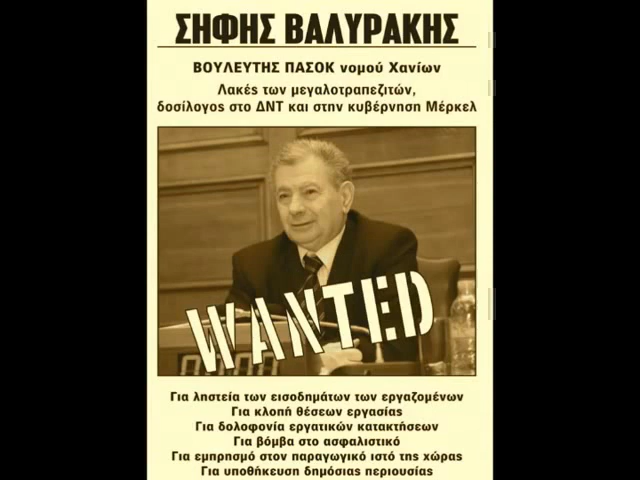 ΣΗΦΗΣ ΒΑΛΥΡΑΚΗΣ
ΒΟΥΛΕΥΤΗΣ ΠΑΣΟΚ νομού Χανίων
Λακές των μεγαλοτραπεζιτών,
δοσίλογος στο ΔΝΤ και στην κυβέρνηση Μέρκελ
WANTED
Για ληστεία των εισοδημάτων των εργαζομένων
Για κλοπή θέσεων εργασίας
Για δολοφονία εργατικών κατακτήσεων
Για βόμβα στο ασφαλιστικό
Για εμπρησμό στον παραγωγικό ιστό της χώρας
Για υποθήκευση δημόσιας περιουσίας